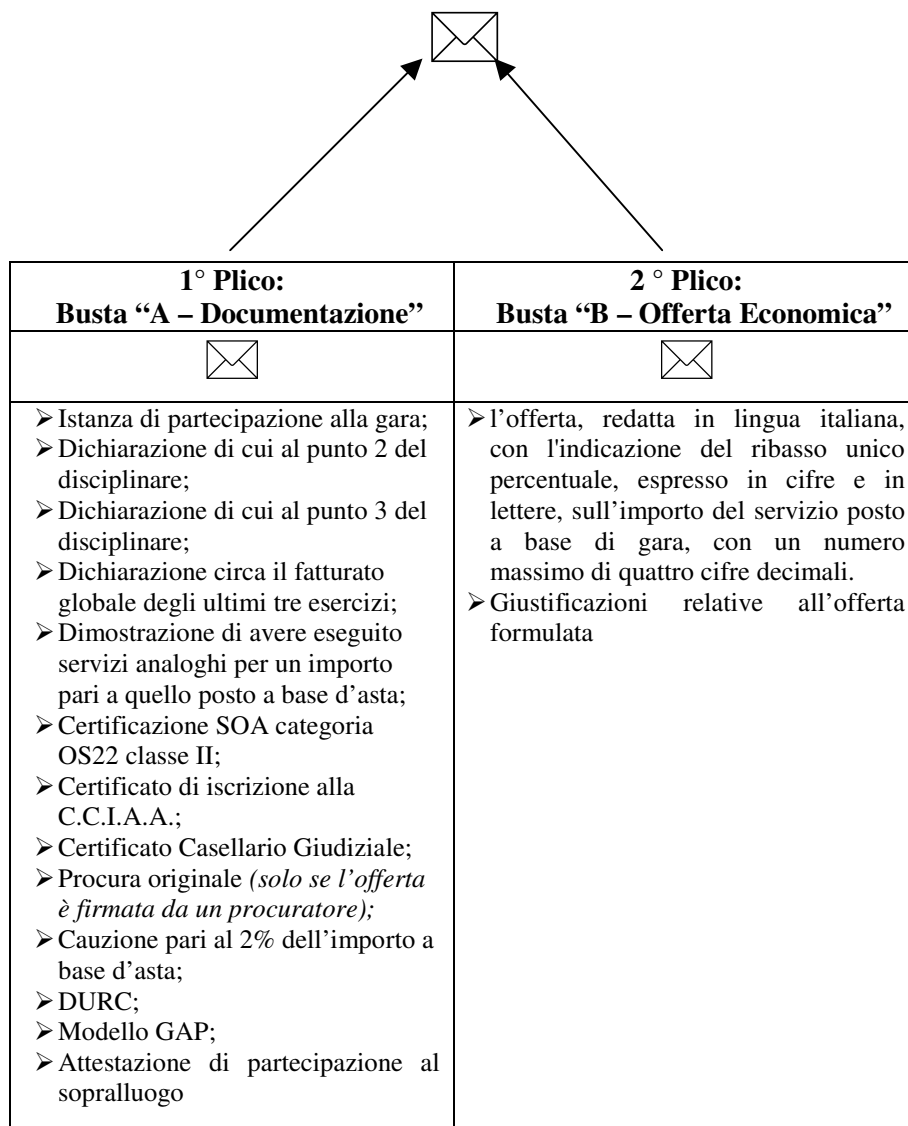 1° Plico:
Busta “A – Documentazione”
2 ° Plico:
Busta “B – Offerta Economica”
➢ Istanza di partecipazione alla gara;
➢ Dichiarazione di cui al punto 2 del
disciplinare;
➢ Dichiarazione di cui al punto 3 del
disciplinare;
➢ Dichiarazione circa il fatturato
globale degli ultimi tre esercizi;
➢ Dimostrazione di avere eseguito
servizi analoghi per un importo
pari a quello posto a base d’asta;
➢ Certificazione SOA categoria
OS22 classe II;
➢ Certificato di iscrizione alla
C.C.I.A.A.;
➢ Certificato Casellario Giudiziale;
➢ Procura originale (solo se l’offerta
è firmata da un procuratore);
➢ Cauzione pari al 2% dell’importo a
base d’asta;
➢ DURC;
➢ Modello GAP;
➢ Attestazione di partecipazione al
sopralluogo
➢ l’offerta, redatta in lingua italiana,
con l'indicazione del ribasso unico
percentuale, espresso in cifre e in
lettere, sull’importo del servizio posto
a base di gara, con un numero
massimo di quattro cifre decimali.
➢ Giustificazioni relative all’offerta
formulata